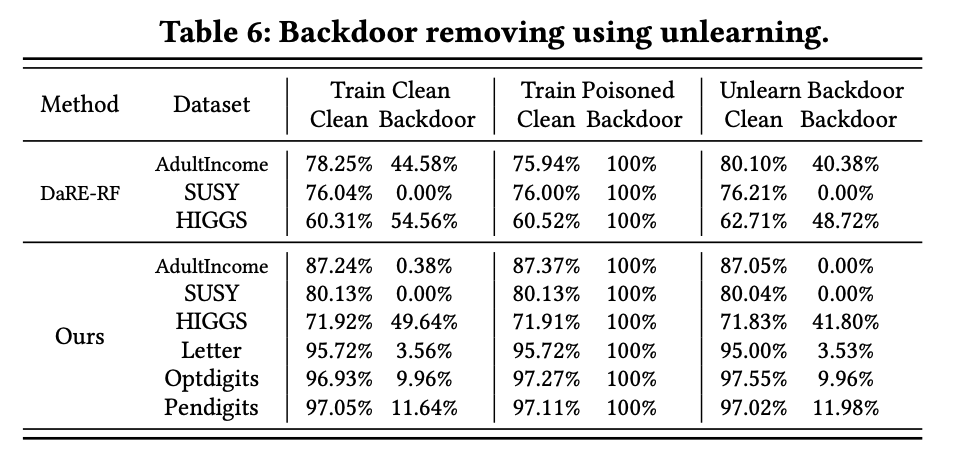 Table 6: Backdoor removing using unlearning.
Method Dataset Train Clean Train Poisoned Unlearn Backdoor
Clean Backdoor Clean Backdoor Clean Backdoor
AdultIncome 78.25% 44.58% 75.94% 100% 80.10% 40.38%
DaRE-RF SUSY 76.04% 0.00% 76.00% 100% 76.21% 0.00%
HIGGS 60.31% 54.56% 60.52% 100% 62.71% 48.72%
AdultIncome 87.24% 0.38% 87.37% 100% 87.05% 0.00%
SUSY 80.13% 0.00% 80.13% 100% 80.04% 0.00%
HIGGS 71.92% 49.64% 71.91% 100% 71.83% 41.80%
Ours
Letter 95.72% 3.56% 95.72% 100% 95.00% 3.53%
Optdigits 96.93% 9.96% 97.27% 100% 97.55% 9.96%
Pendigits 97.05% 11.64% 97.11% 100% 97.02% 11.98%